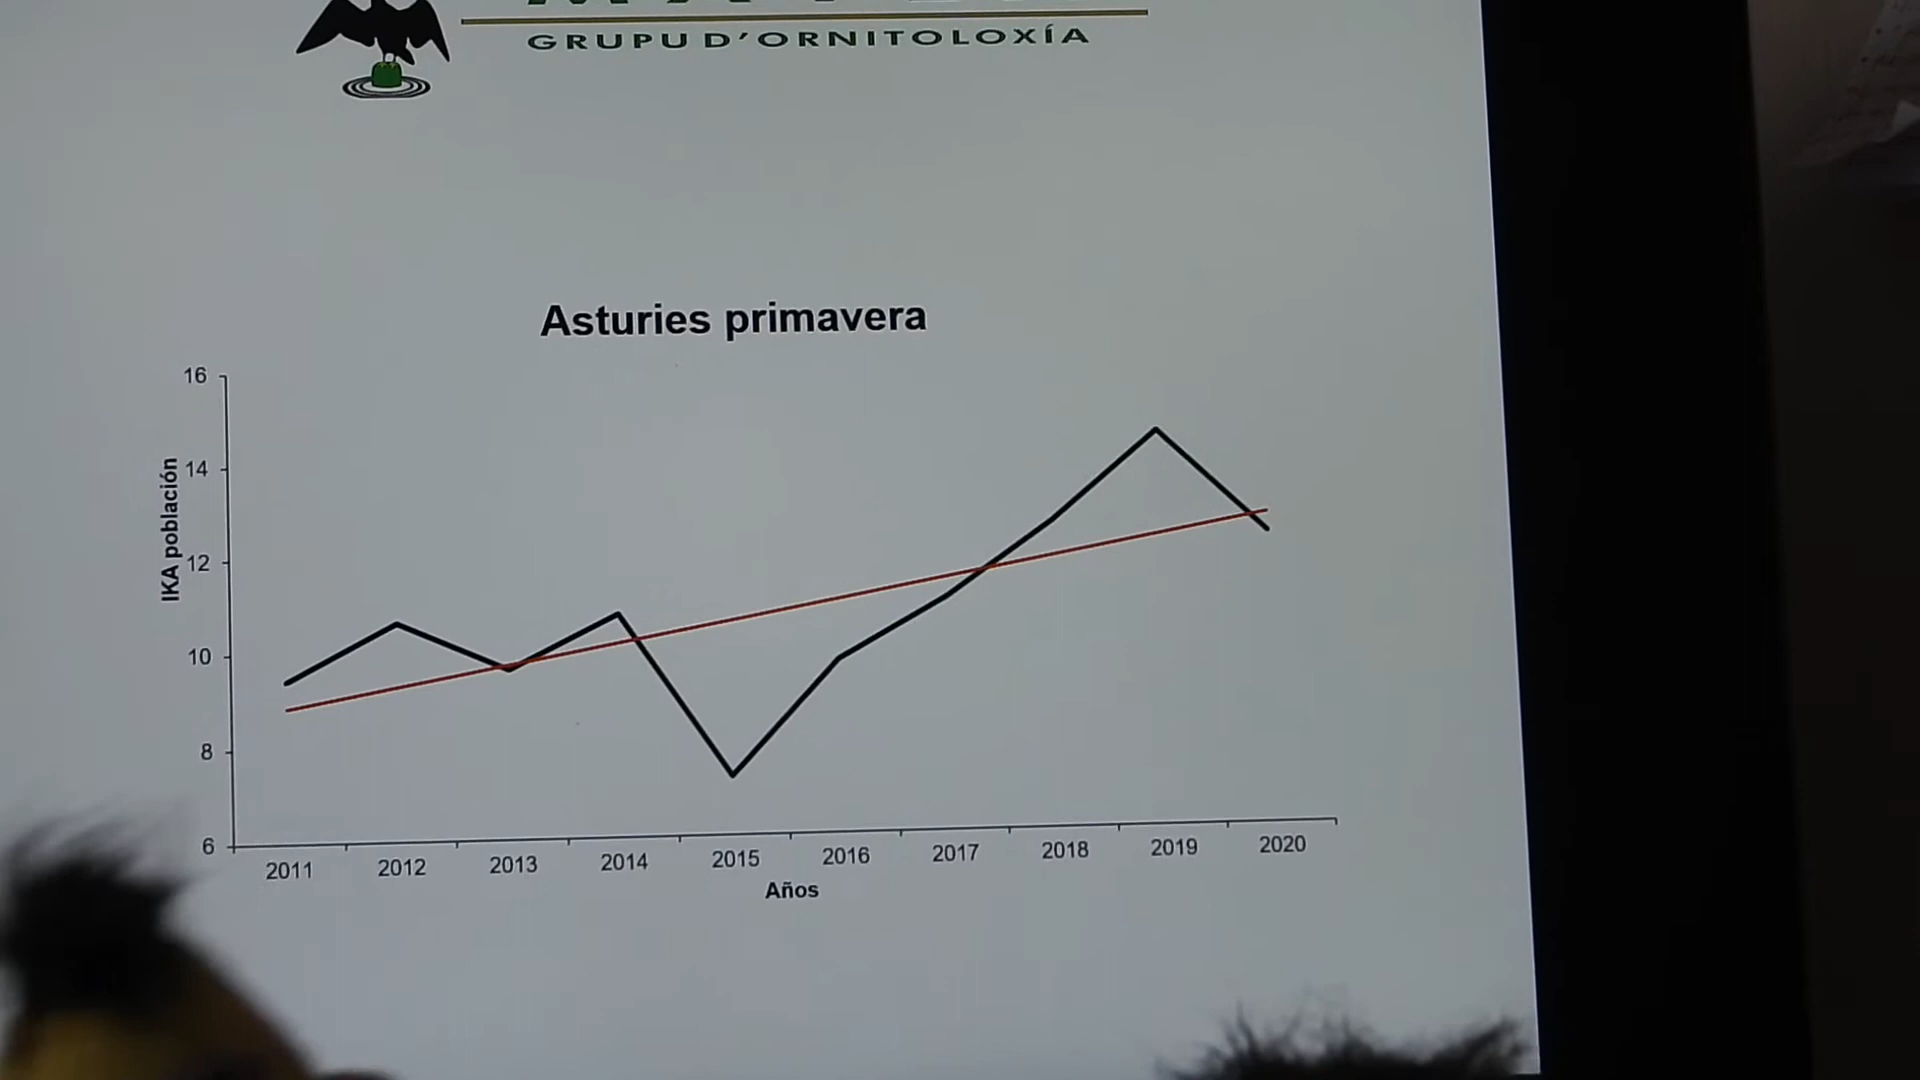 GRUPU D'ORNITOLOXÍA
Asturies primavera
16
14
12
10
8
6
IKA población
2011 2012 2013 2014 2015 2016 2017 2018 2019 2020
Años